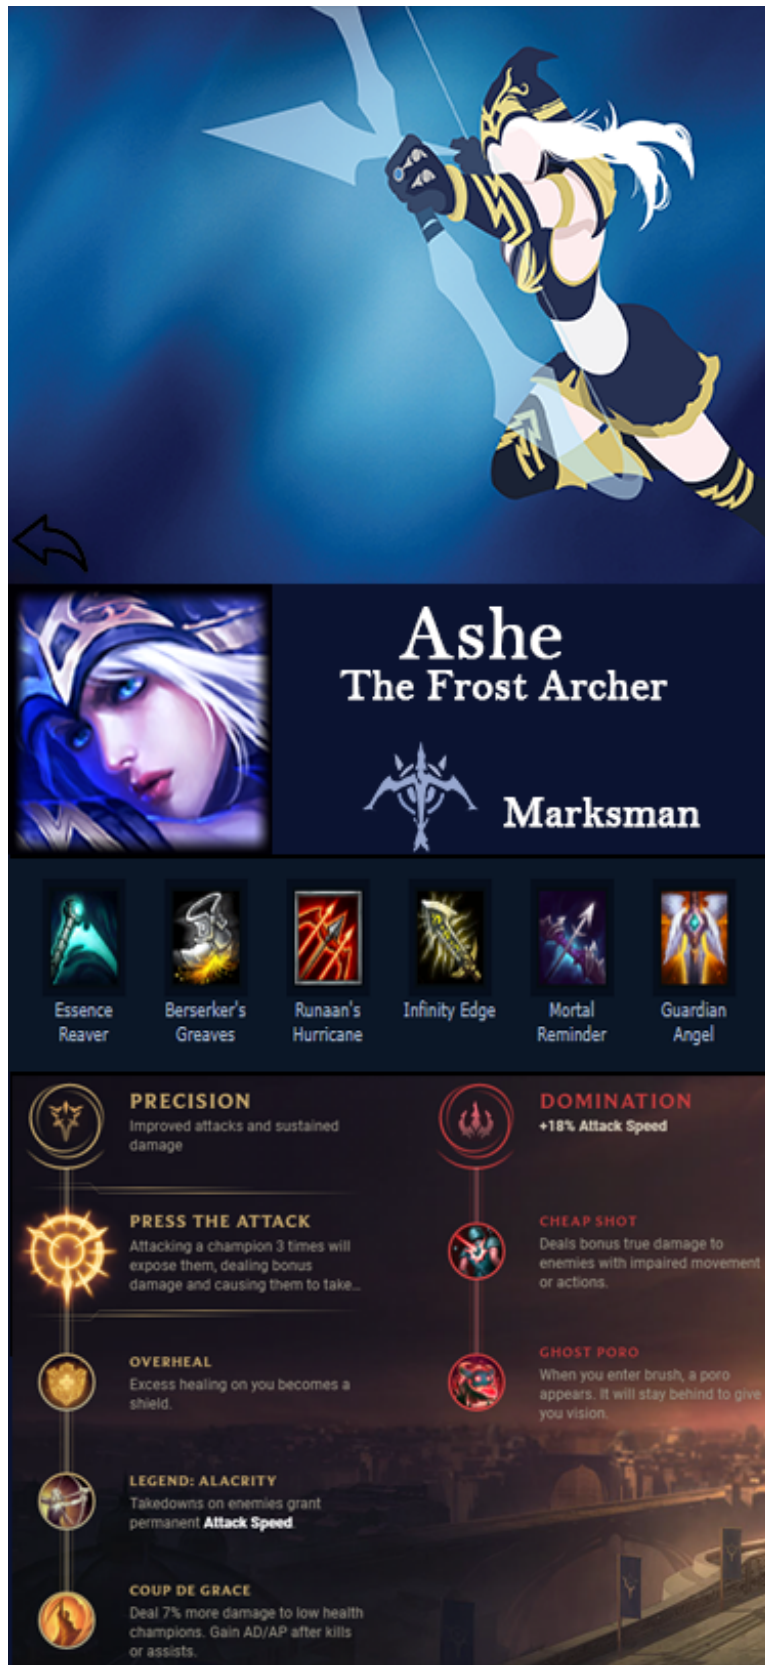 Ashe
The Frost Archer
Marksman
Essence
Reaver
Berserker's
Greaves
Runaan's
Hurricane
Infinity Edge
Mortal
Reminder
Guardian
Angel
PRECISION
Improved attacks and sustained
damage
PRESS THE ATTACK
Attacking a champion 3 times will
expose them, dealing bonus
damage and causing them to take...
OVERHEAL
Excess healing on you becomes a
shield.
LEGEND: ALACRITY
Takedowns on enemies grant
permanent Attack Speed.
COUP DE GRACE
Deal 7% more damage to low health
champions. Gain AD/AP after kills
or assists.
DOMINATION
+18% Attack Speed
CHEAP SHOT
Deals bonus true damage to
enemies with impaired movement
or actions.
GHOST PORO
When you enter brush, a poro
appears. It will stay behind to give
you vision.